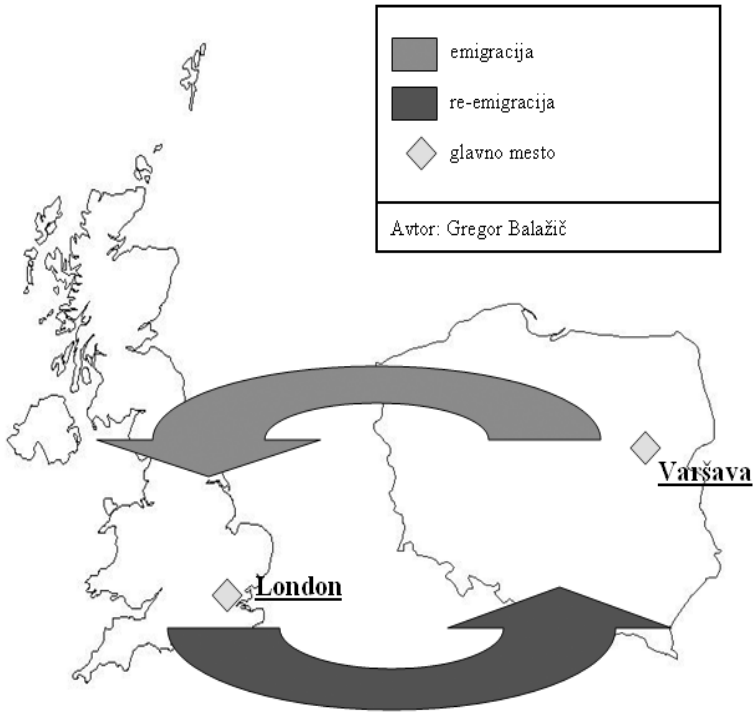 emigracija
re-emigracija
glavno mesto
Avtor: Gregor Balažič
Varšava
London